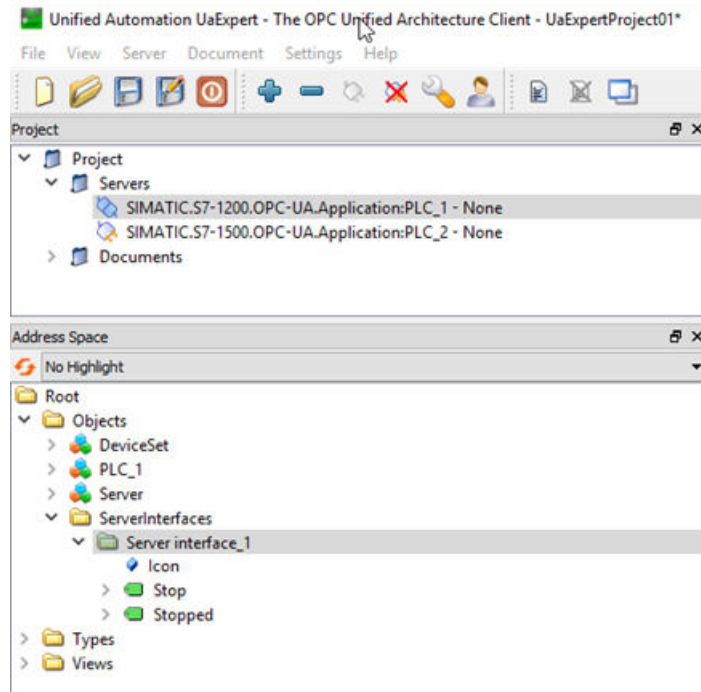 Unified Automation UaExpert - The OPC Unified Architecture Client - UaExpertProject01*
File View Server Document Settings Help
Project
Project
Servers
SIMATIC.S7-1200.OPC-UA.Application:PLC_1 - None
SIMATIC.S7-1500.OPC-UA.Application:PLC_2 - None
Documents
Address Space
No Highlight
Root
Objects
DeviceSet
PLC_1
Server
ServerInterfaces
Server interface_1
Icon
Stop
Stopped
Types
Views